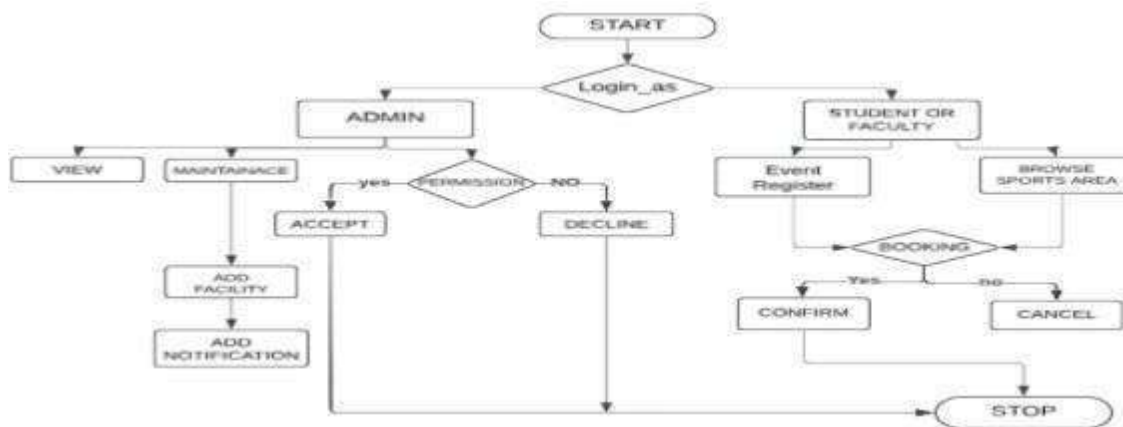 START
Login_as
ADMIN
STUDENT OR
FACULTY
VIEW
MAINTAINACE
yes
PERMISSION
NO
Event
Register
BROWSE
SPORTS AREA
ACCEPT
DECLINE
BOOKING
ADD
FACILITY
Yes
no
CONFIRM
CANCEL
ADD
NOTIFICATION
STOP